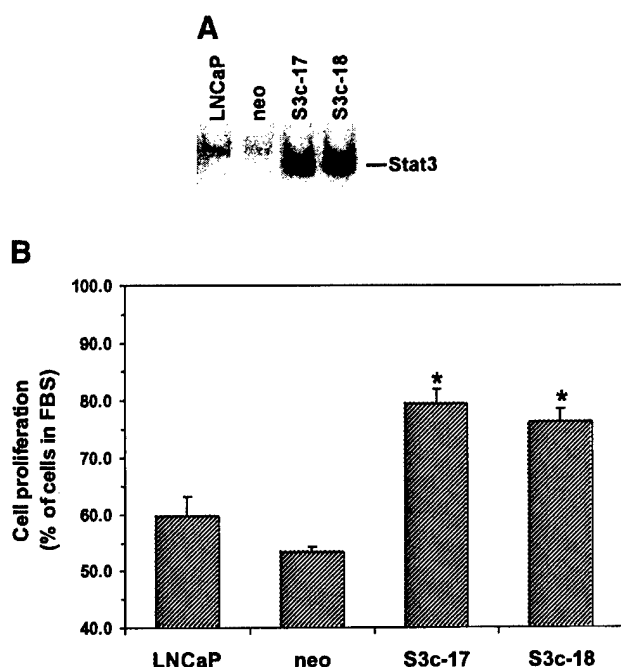 A
LNCaP
neo
S3c-17
S3c-18
Stat3
B
Cell proliferation
(% of cells in FBS)
100.0
90.0
80.0
70.0
60.0
50.0
40.0
*
*
LNCaP
neo
S3c-17
S3c-18